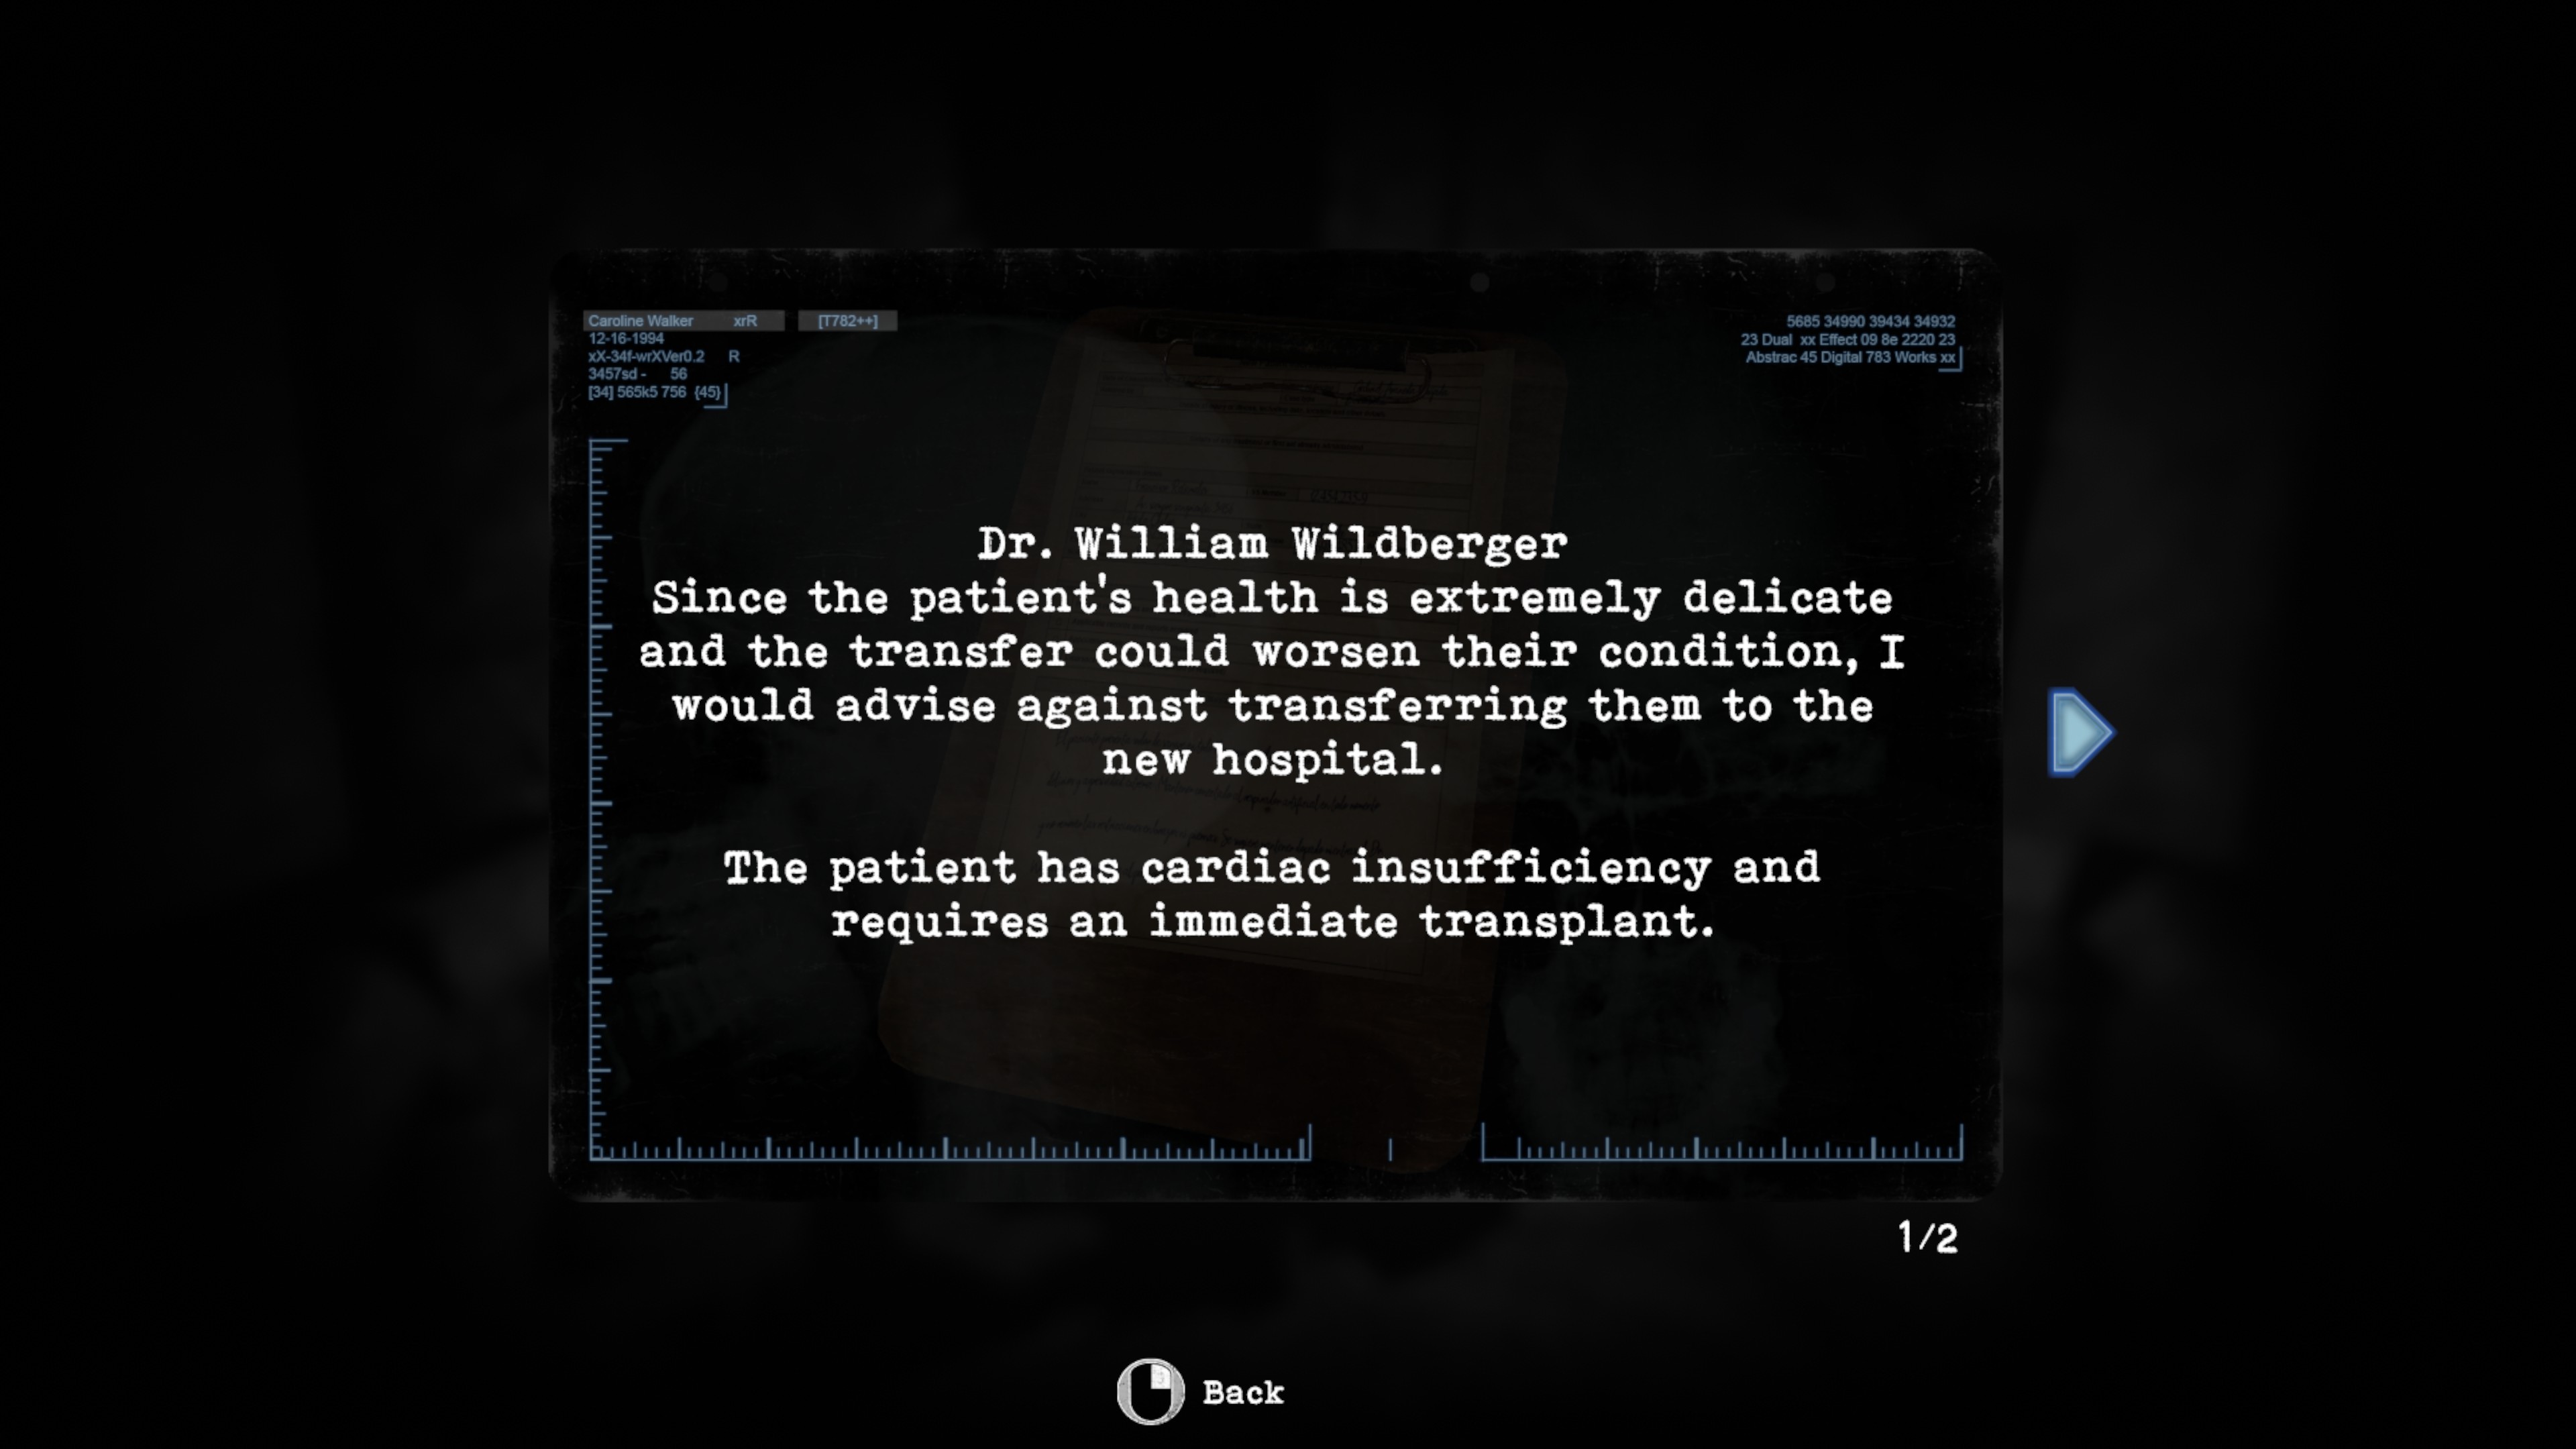 Caroline Walker xrR [T782++]
12-16-1994
xX-34f-wrXVer0.2 R
3457sd - 56
[34] 565k5 756 {45}
5685 34990 39434 34932
23 Dual xx Effect 09 8e 2220 23
Abstrac 45 Digital 783 Works xx
Dr. William Wildberger
Since the patient's health is extremely delicate
and the transfer could worsen their condition, I
would advise against transferring them to the
new hospital.
The patient has cardiac insufficiency and
requires an immediate transplant.
1/2
Back